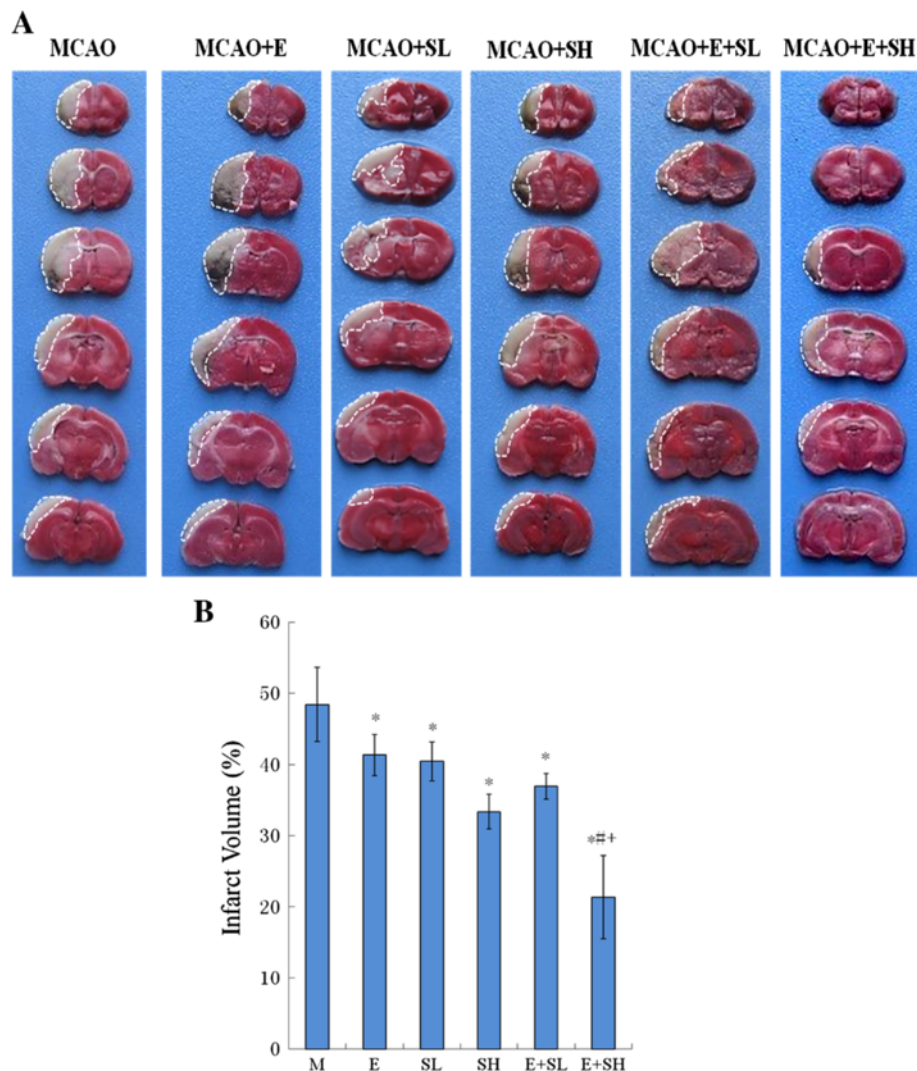 A
MCAO MCAO+E MCAO+SL MCAO+SH MCAO+E+SL MCAO+E+SH
B
60
50
40
30
20
10
0
Infarct Volume (%)
* * * * *#+
M E SL SH E+SL E+SH